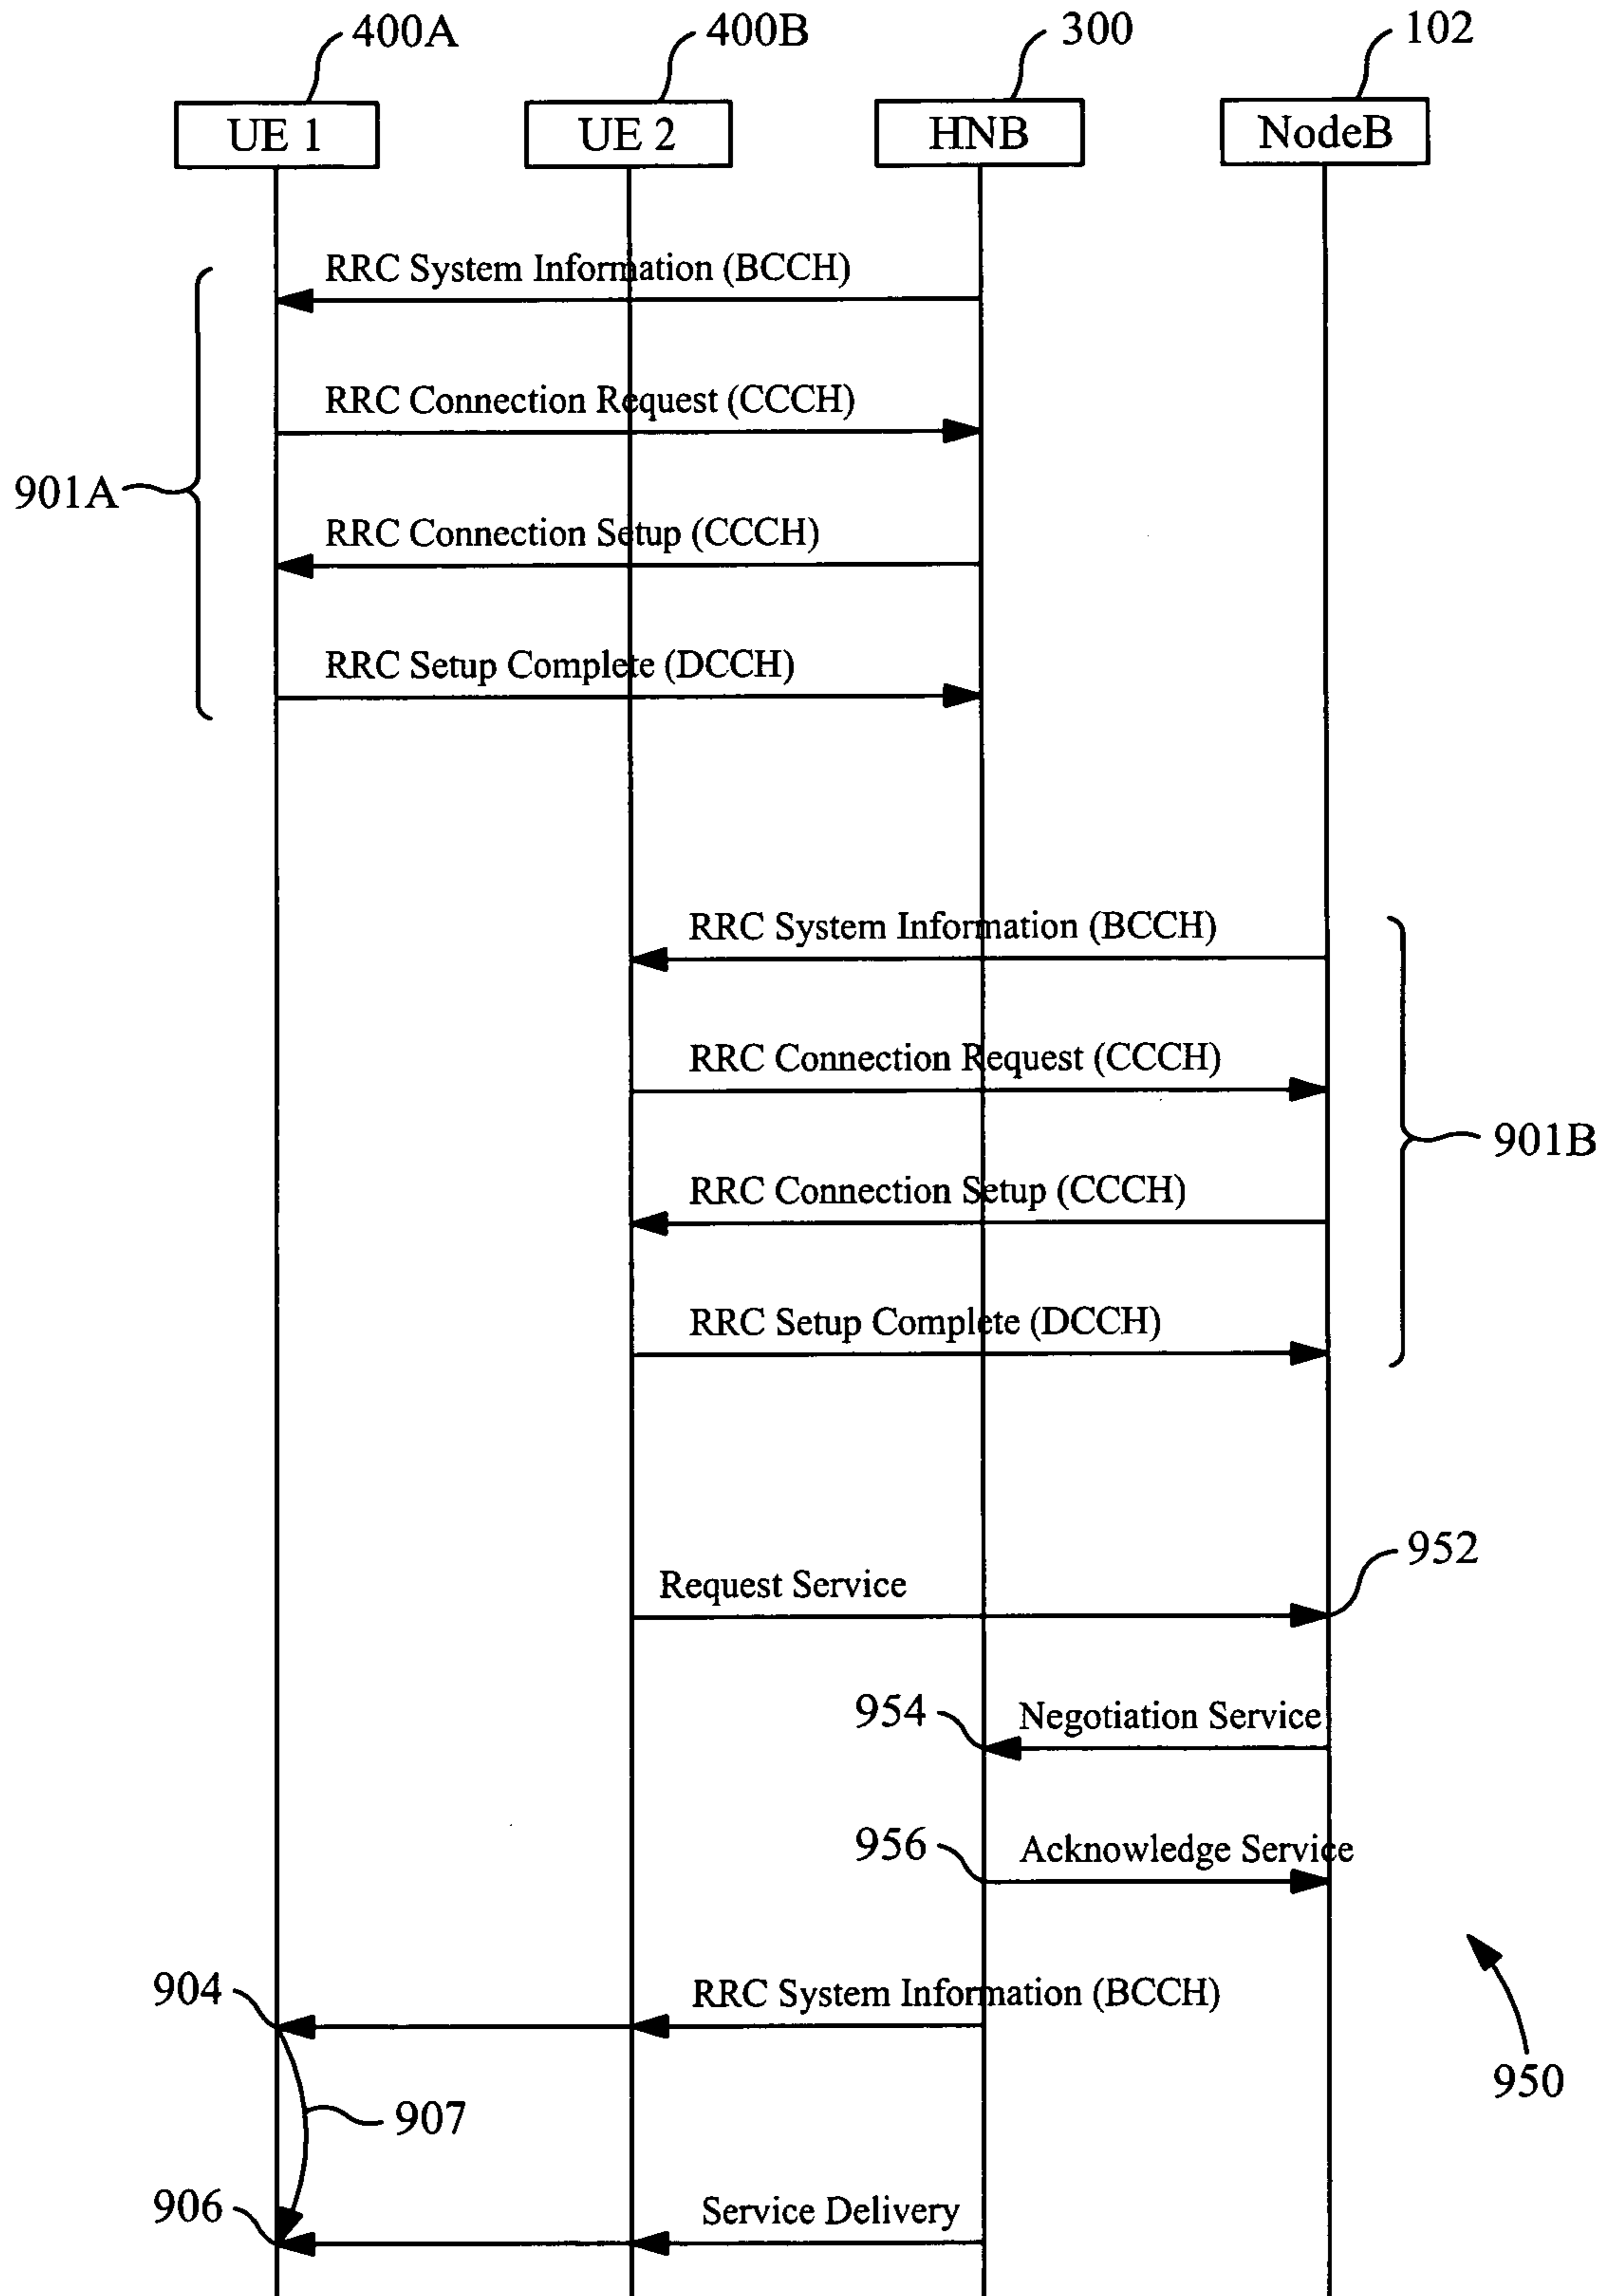 400A 400B 300 102
UE 1 UE 2 HNB NodeB
RRC System Information (BCCH)
RRC Connection Request (CCCH)
901A
RRC Connection Setup (CCCH)
RRC Setup Complete (DCCH)
RRC System Information (BCCH)
RRC Connection Request (CCCH)
901B
RRC Connection Setup (CCCH)
RRC Setup Complete (DCCH)
952
Request Service
954 Negotiation Service
956 Acknowledge Service
904 RRC System Information (BCCH)
950
907
906 Service Delivery